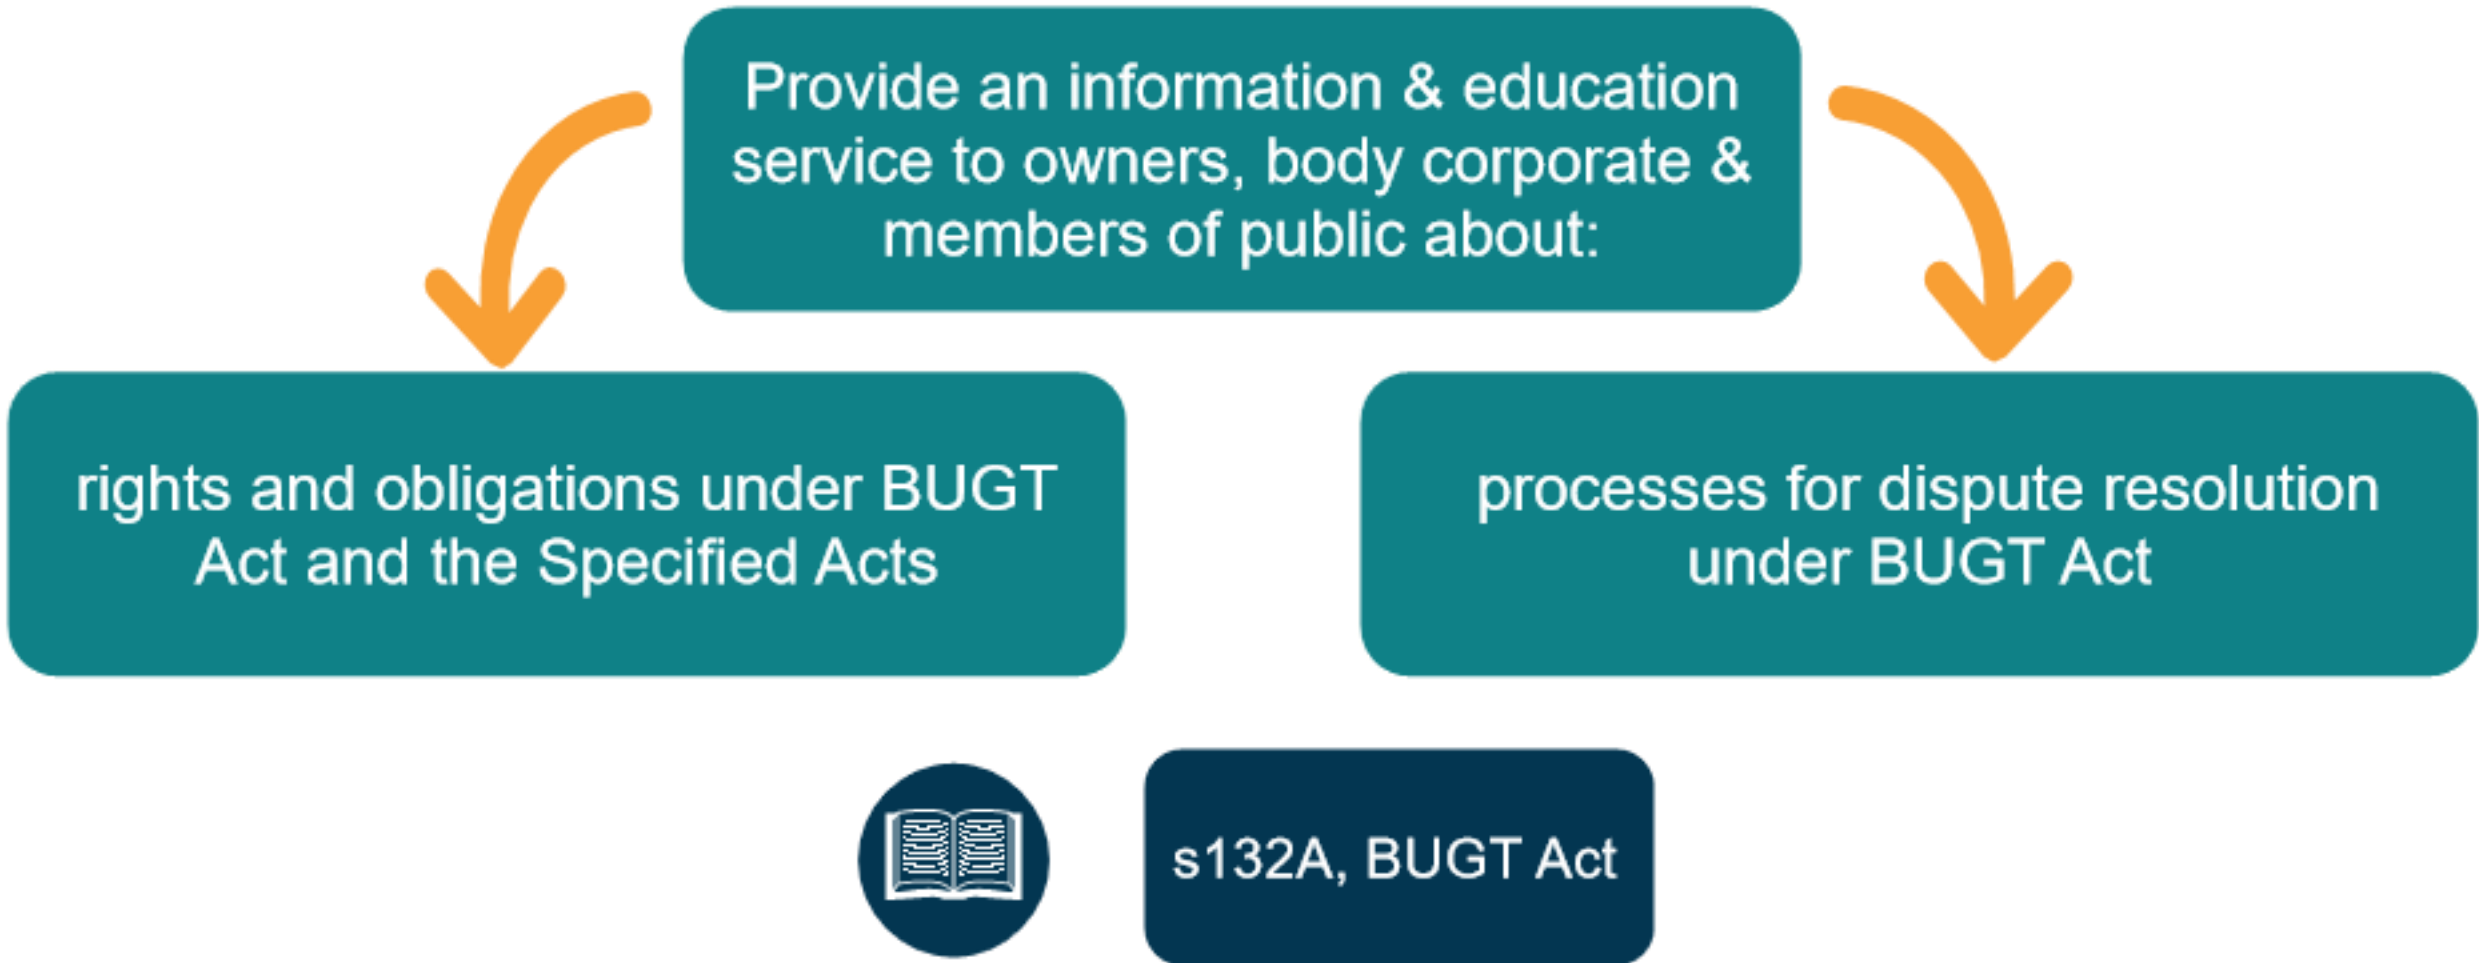 Provide an information & education
service to owners, body corporate &
members of public about:
rights and obligations under BUGT
Act and the Specified Acts
processes for dispute resolution
under BUGT Act
s132A, BUGT Act